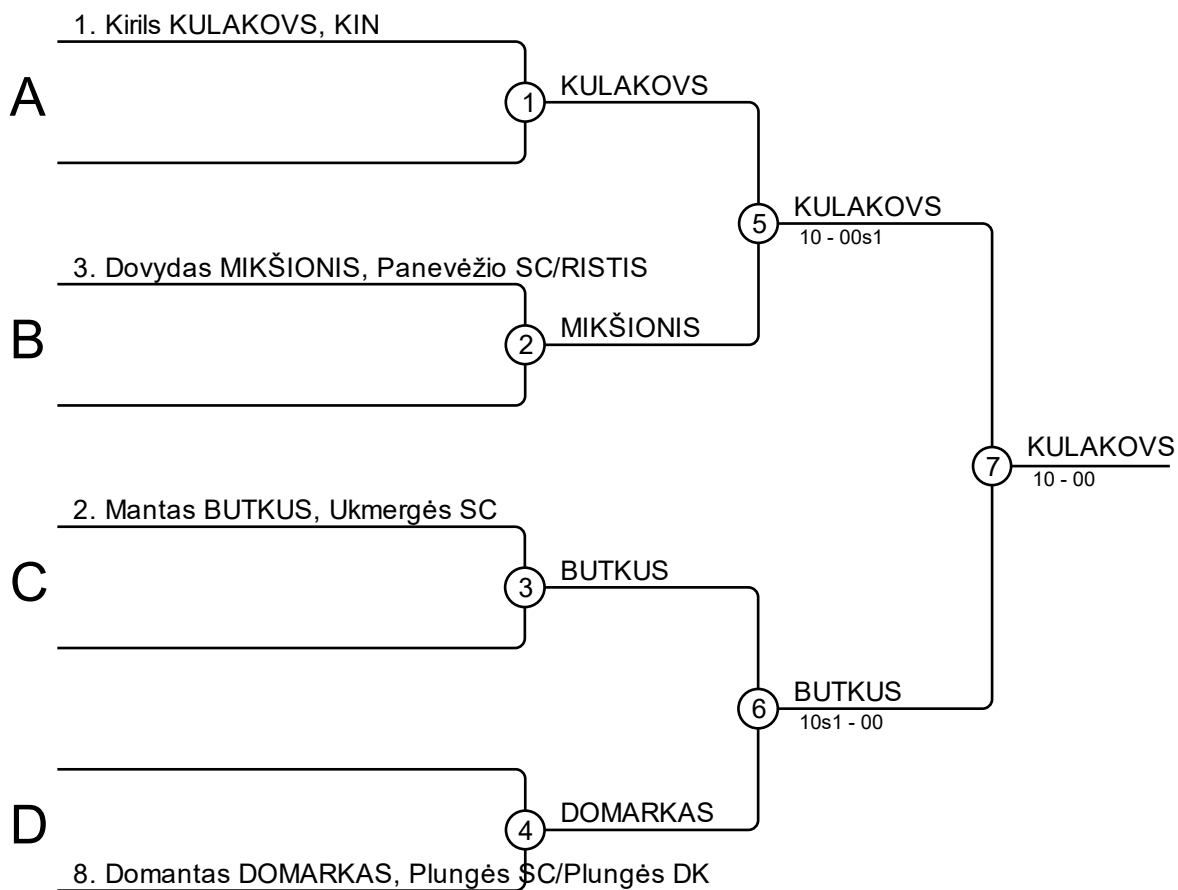 1. Kirils KULAKOVS, KIN
A
1
KULAKOVS
5
KULAKOVS
10 - 00s1
3. Dovydas MIKŠIONIS, Panevėžio SC/RISTIS
B
2
MIKŠIONIS
7
KULAKOVS
10 - 00
2. Mantas BUTKUS, Ukmergės SC
C
3
BUTKUS
6
BUTKUS
10s1 - 00
D
4
DOMARKAS
8. Domantas DOMARKAS, Plungės SC/Plungės DK